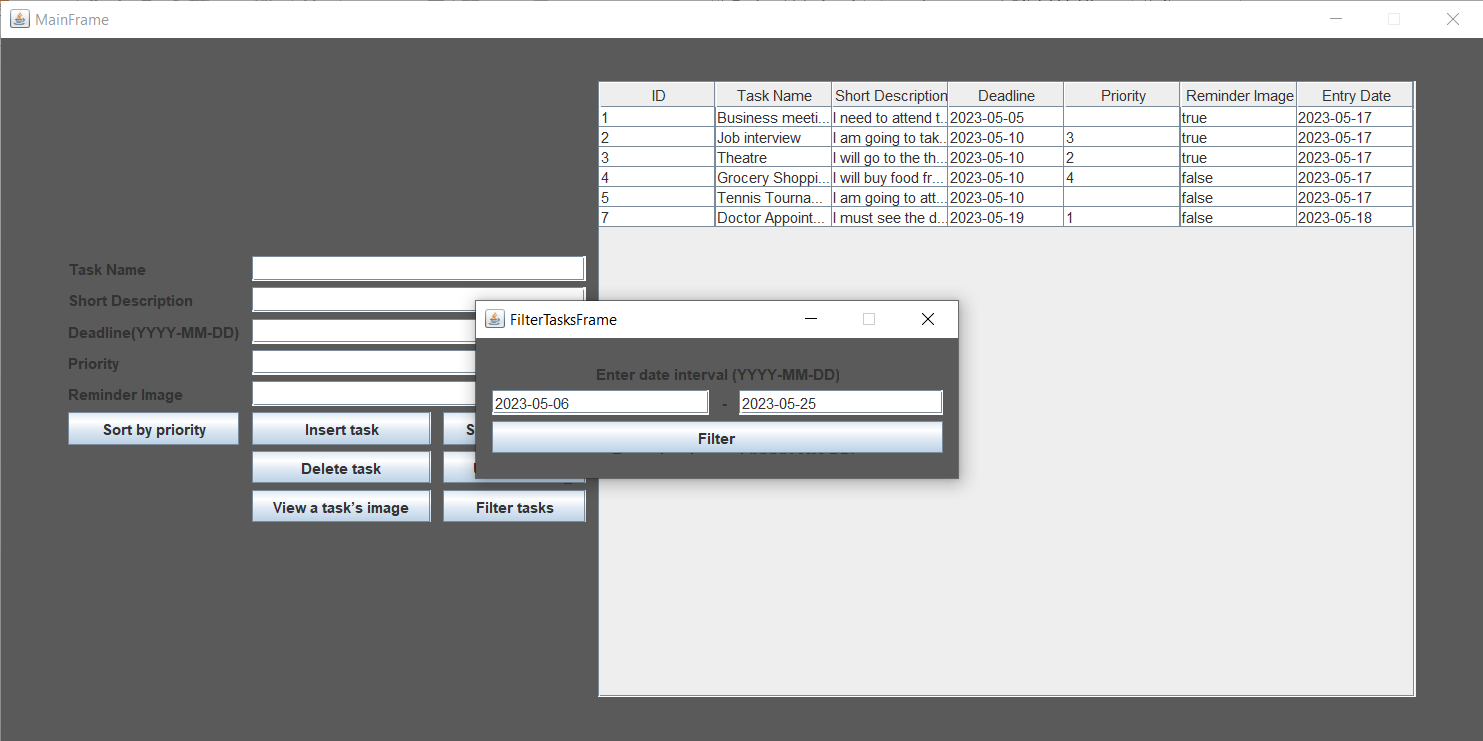 MainFrame
ID Task Name Short Description Deadline Priority Reminder Image Entry Date
1 Business meeti... I need to attend t... 2023-05-05 true 2023-05-17
2 Job interview I am going to tak... 2023-05-10 3 true 2023-05-17
3 Theatre I will go to the th... 2023-05-10 2 true 2023-05-17
4 Grocery Shoppi... I will buy food fr... 2023-05-10 4 false 2023-05-17
5 Tennis Tourna... I am going to att... 2023-05-10 false 2023-05-17
7 Doctor Appoint... I must see the d... 2023-05-19 1 false 2023-05-18
Task Name
Short Description
Deadline(YYYY-MM-DD)
Priority
Reminder Image
Sort by priority Insert task S
Delete task
View a task's image Filter tasks
FilterTasksFrame
Enter date interval (YYYY-MM-DD)
2023-05-06 - 2023-05-25
Filter